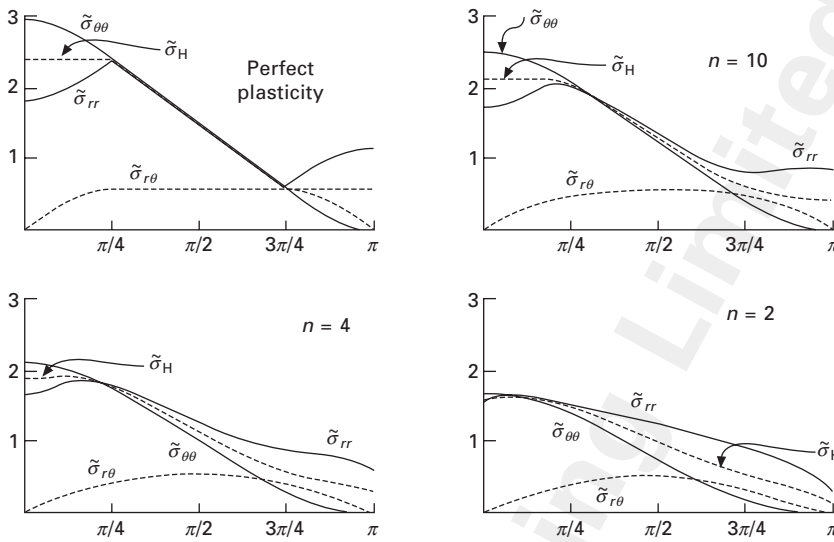 3
2
1
σ̃θθ
σ̃H
σ̃rr
σ̃rθ
Perfect
plasticity
π/4
π/2
3π/4
π
3
2
1
σ̃θθ
σ̃H
n = 10
σ̃rr
σ̃rθ
π/4
π/2
3π/4
π
3
2
1
n = 4
σ̃H
σ̃rr
σ̃θθ
σ̃rθ
π/4
π/2
3π/4
π
3
2
1
n = 2
σ̃rr
σ̃θθ
σ̃H
σ̃rθ
π/4
π/2
3π/4
π
ing Limited